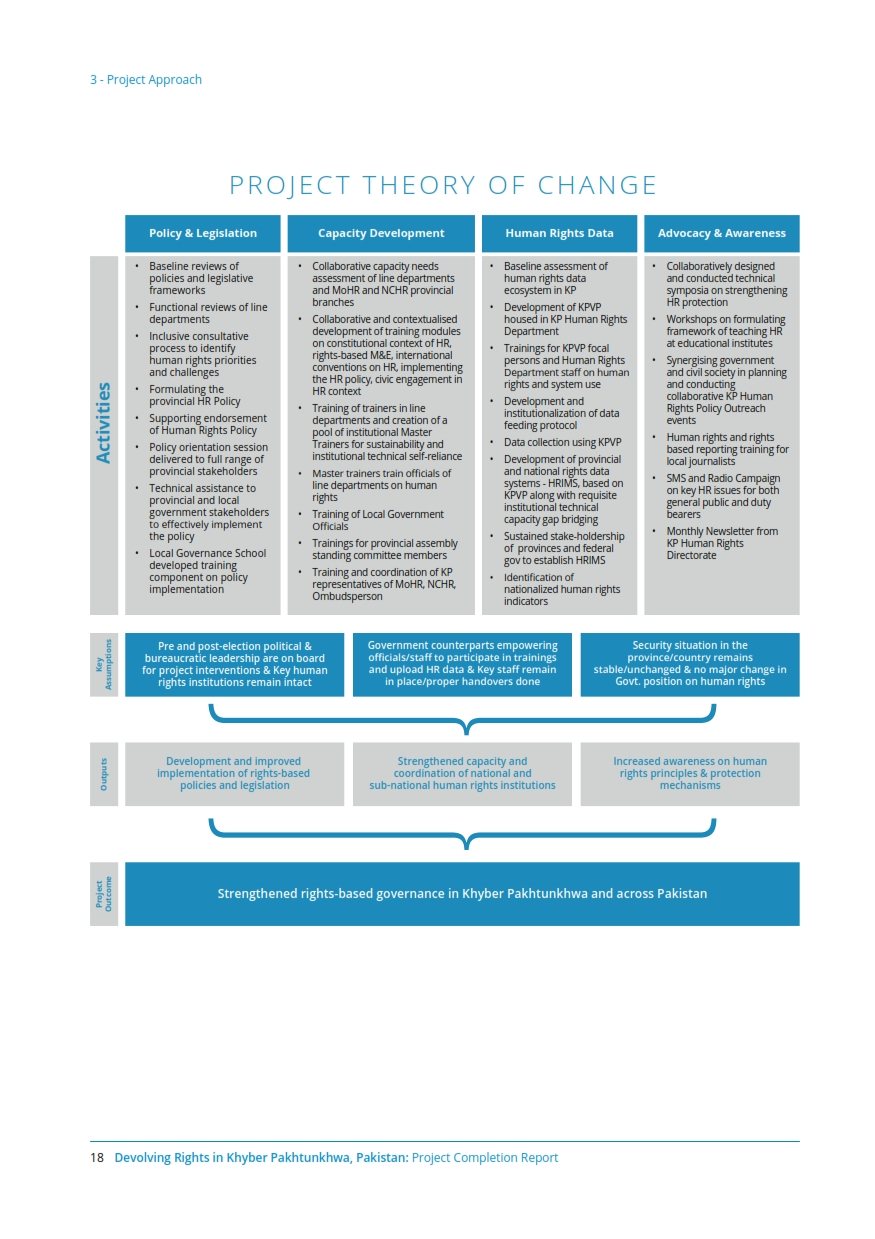 3 - Project Approach
PROJECT THEORY OF CHANGE
Policy & Legislation
Capacity Development
Human Rights Data
Advocacy & Awareness
Activities
• Baseline reviews of
policies and legislative
frameworks
• Functional reviews of line
departments
• Inclusive consultative
process to identify
human rights priorities
and challenges
• Formulating the
provincial HR Policy
• Supporting endorsement
of Human Rights Policy
• Policy orientation session
delivered to full range of
provincial stakeholders
• Technical assistance to
provincial and local
government stakeholders
to effectively implement
the policy
• Local Governance School
developed training
component on policy
implementation
• Collaborative capacity needs
assessment of line departments
and MoHR and NCHR provincial
branches
• Collaborative and contextualised
development of training modules
on constitutional context of HR,
rights-based M&E, international
conventions on HR, implementing
the HR policy, civic engagement in
HR context
• Training of trainers in line
departments and creation of a
pool of institutional Master
Trainers for sustainability and
institutional technical self-reliance
• Master trainers train officials of
line departments on human
rights
• Training of Local Government
Officials
• Trainings for provincial assembly
standing committee members
• Training and coordination of KP
representatives of MoHR, NCHR,
Ombudsperson
• Baseline assessment of
human rights data
ecosystem in KP
• Development of KPVP
housed in KP Human Rights
Department
• Trainings for KPVP focal
persons and Human Rights
Department staff on human
rights and system use
• Development and
institutionalization of data
feeding protocol
• Data collection using KPVP
• Development of provincial
and national rights data
systems - HRIMS, based on
KPVP along with requisite
institutional technical
capacity gap bridging
• Sustained stake-holdership
of provinces and federal
gov to establish HRIMS
• Identification of
nationalized human rights
indicators
• Collaboratively designed
and conducted technical
symposia on strengthening
HR protection
• Workshops on formulating
framework of teaching HR
at educational institutes
• Synergising government
and civil society in planning
and conducting
collaborative KP Human
Rights Policy Outreach
events
• Human rights and rights
based reporting training for
local journalists
• SMS and Radio Campaign
on key HR issues for both
general public and duty
bearers
• Monthly Newsletter from
KP Human Rights
Directorate
Key
Assumptions
Pre and post-election political &
bureaucratic leadership are on board
for project interventions & Key human
rights institutions remain intact
Government counterparts empowering
officials/staff to participate in trainings
and upload HR data & Key staff remain
in place/proper handovers done
Security situation in the
province/country remains
stable/unchanged & no major change in
Govt. position on human rights
Outputs
Development and improved
implementation of rights-based
policies and legislation
Strengthened capacity and
coordination of national and
sub-national human rights institutions
Increased awareness on human
rights principles & protection
mechanisms
Project
Outcome
Strengthened rights-based governance in Khyber Pakhtunkhwa and across Pakistan
18 Devolving Rights in Khyber Pakhtunkhwa, Pakistan: Project Completion Report